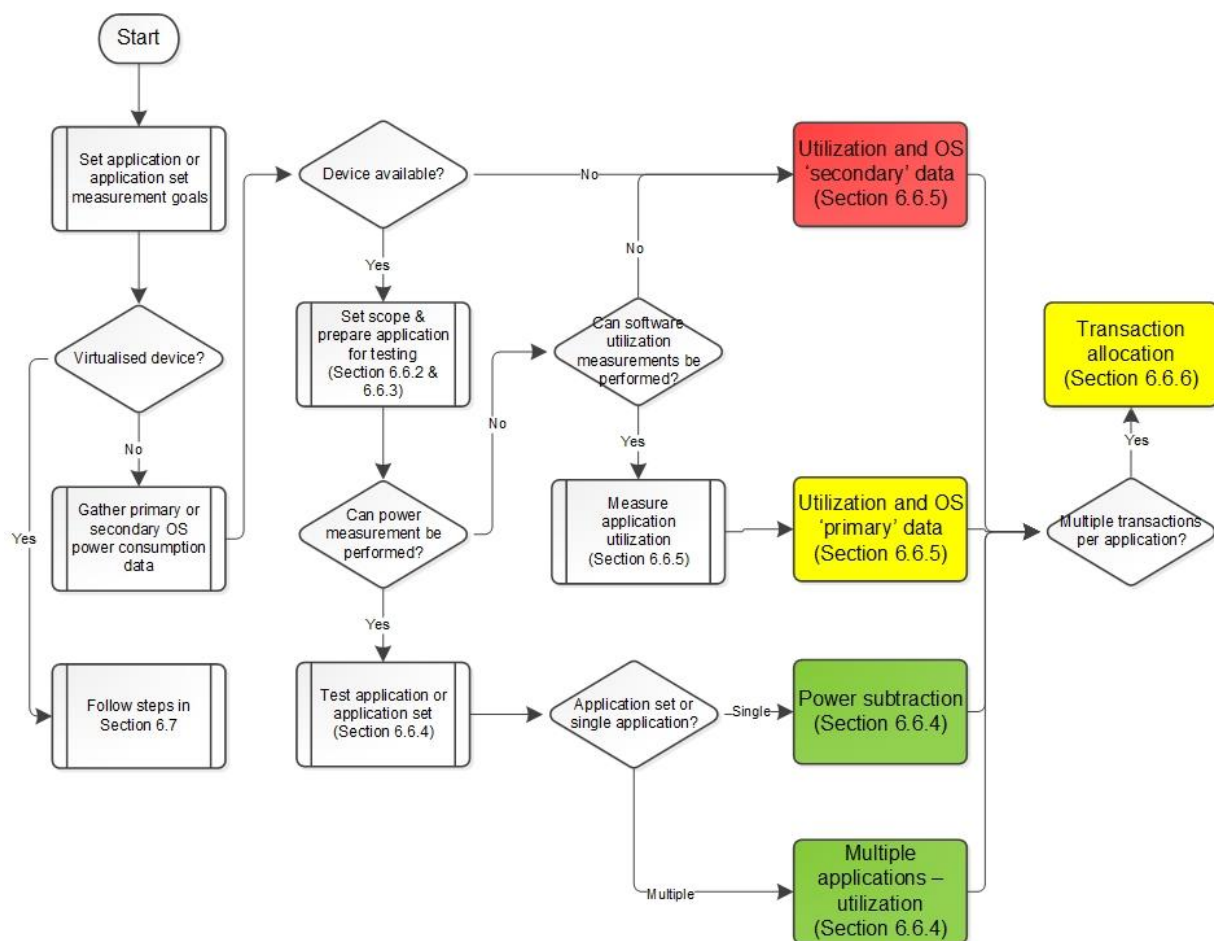 Start
Set application or
application set
measurement goals
Virtualised device?
No
Yes
Gather primary or
secondary OS
power consumption
data
Follow steps in
Section 6.7
Device available?
No
Yes
Set scope &
prepare application
for testing
(Section 6.6.2 &
6.6.3)
Can power
measurement be
performed?
No
Yes
Test application or
application set
(Section 6.6.4)
Can software
utilization
measurements be
performed?
No
Yes
Measure
application
utilization
(Section 6.6.5)
Application set or
single application?
Single
Multiple
Utilization and OS
‘secondary’ data
(Section 6.6.5)
Utilization and OS
‘primary’ data
(Section 6.6.5)
Power subtraction
(Section 6.6.4)
Multiple
applications –
utilization
(Section 6.6.4)
Multiple transactions
per application?
Yes
Transaction
allocation
(Section 6.6.6)